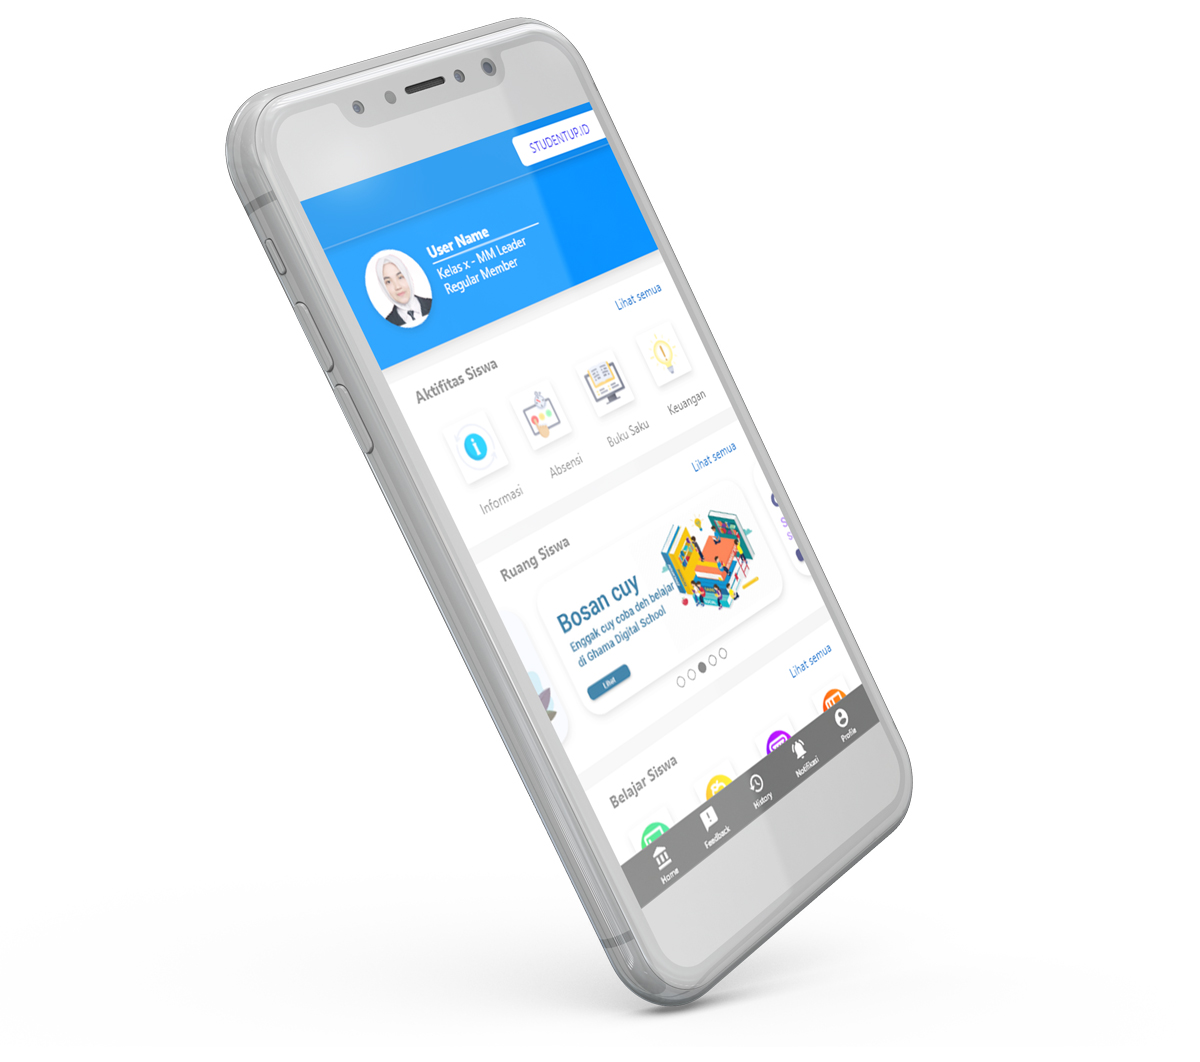 STUDENTUP.ID
User Name
Kelas x - MM Leader
Regular Member
Aktifitas Siswa
Lihat semua
Informasi
Absensi
Buku Saku
Keuangan
Ruang Siswa
Lihat semua
Bosan cuy
Enggak cuy coba deh belajar
di Ghama Digital School
Lihat
Belajar Siswa
Lihat semua
Home
Feedback
History
Notifikasi
Profile